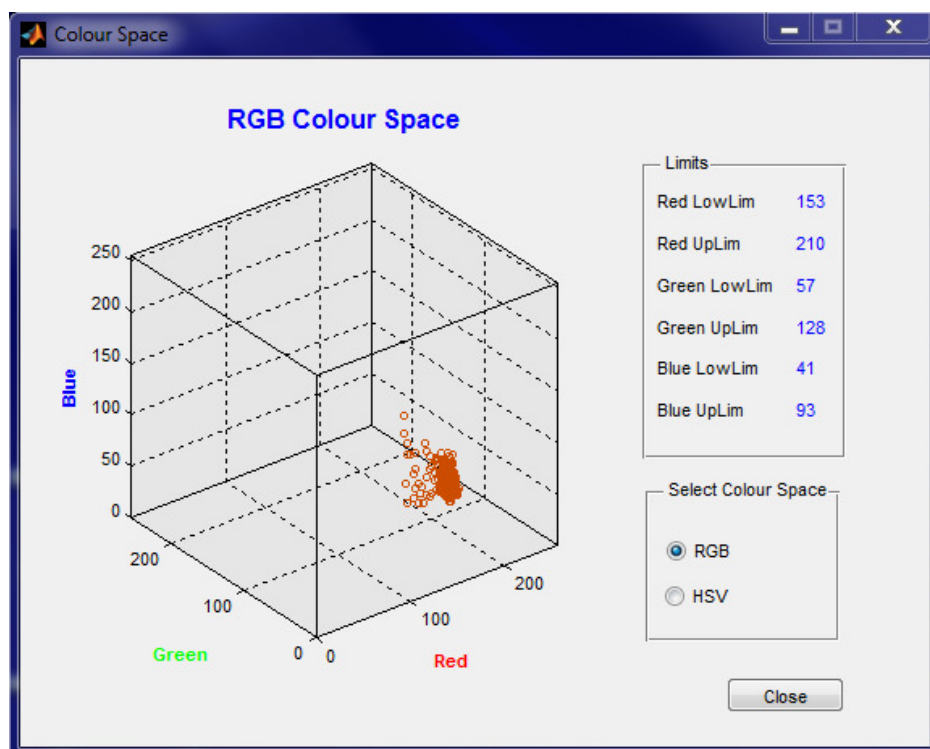 Colour Space
RGB Colour Space
250
200
150
100
50
0
Blue
200
100
0
Green
0
100
200
Red
Limits
Red LowLim 153
Red UpLim 210
Green LowLim 57
Green UpLim 128
Blue LowLim 41
Blue UpLim 93
Select Colour Space
RGB
HSV
Close